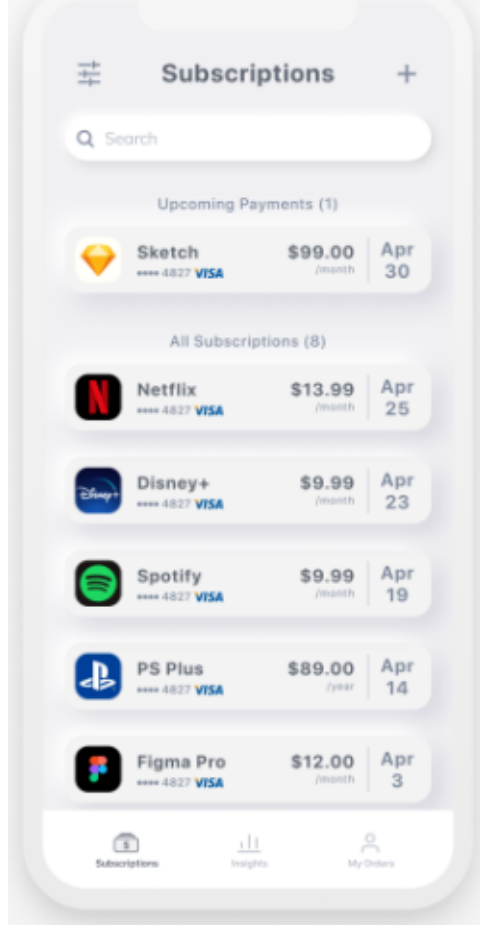 Subscriptions
Search
Upcoming Payments (1)
Sketch $99.00 Apr
•••• 4827 VISA /month 30
All Subscriptions (8)
N
Netflix $13.99 Apr
•••• 4827 VISA /month 25
Disney+
Disney+ $9.99 Apr
•••• 4827 VISA /month 23
Spotify $9.99 Apr
•••• 4827 VISA /month 19
PS Plus $89.00 Apr
•••• 4827 VISA /year 14
Figma Pro $12.00 Apr
•••• 4827 VISA /month 3
$
Subscriptions Insights My Orders